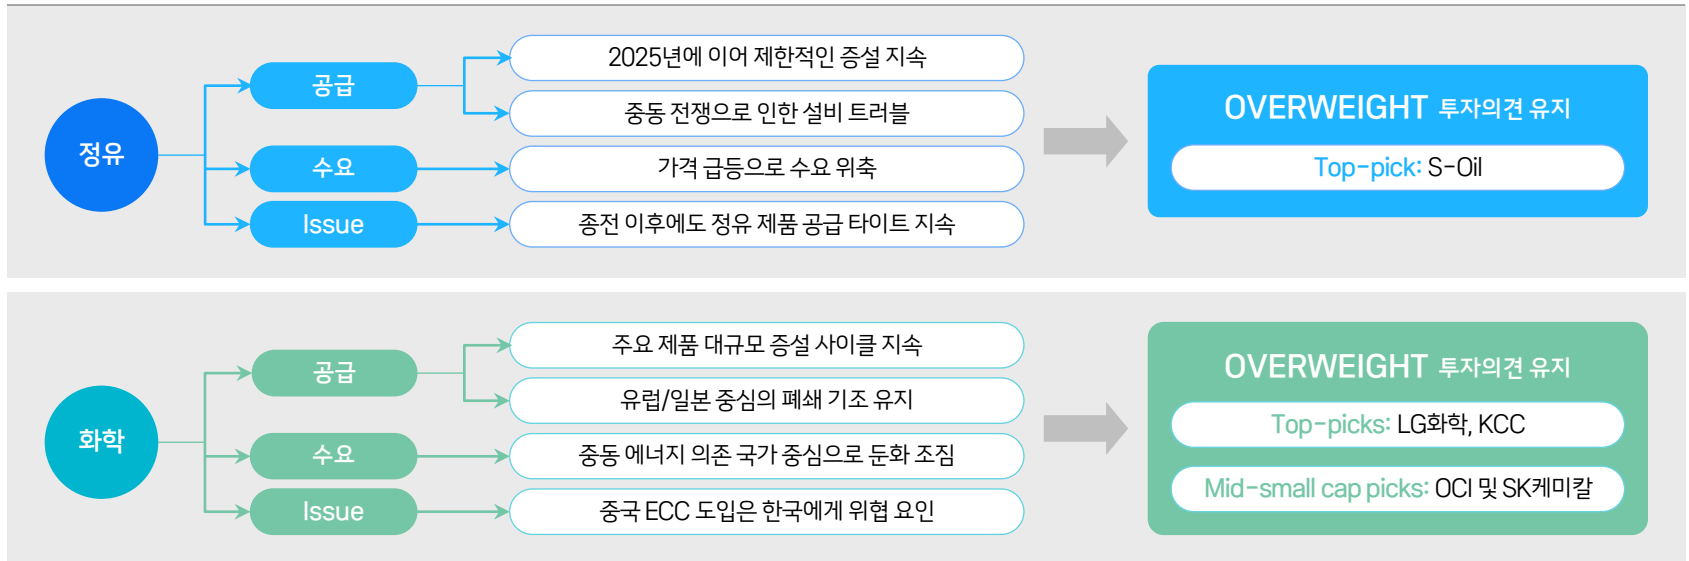 정유
공급
2025년에 이어 제한적인 증설 지속
중동 전쟁으로 인한 설비 트러블
수요
가격 급등으로 수요 위축
Issue
종전 이후에도 정유 제품 공급 타이트 지속
OVERWEIGHT 투자의견 유지
Top-pick: S-Oil
화학
공급
주요 제품 대규모 증설 사이클 지속
유럽/일본 중심의 폐쇄 기조 유지
수요
중동 에너지 의존 국가 중심으로 둔화 조짐
Issue
중국 ECC 도입은 한국에게 위협 요인
OVERWEIGHT 투자의견 유지
Top-picks: LG화학, KCC
Mid-small cap picks: OCI 및 SK케미칼